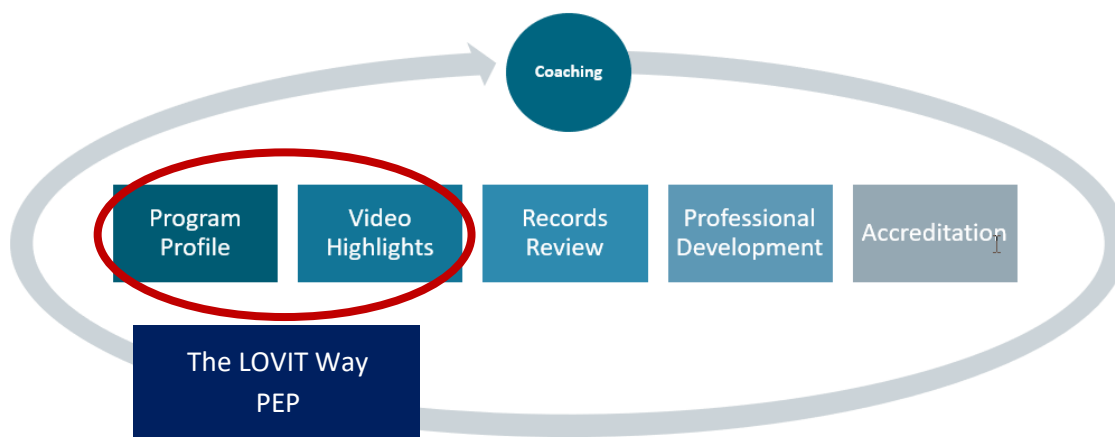 Coaching
Program
Profile
Video
Highlights
Records
Review
Professional
Development
Accreditation
The LOVIT Way
PEP